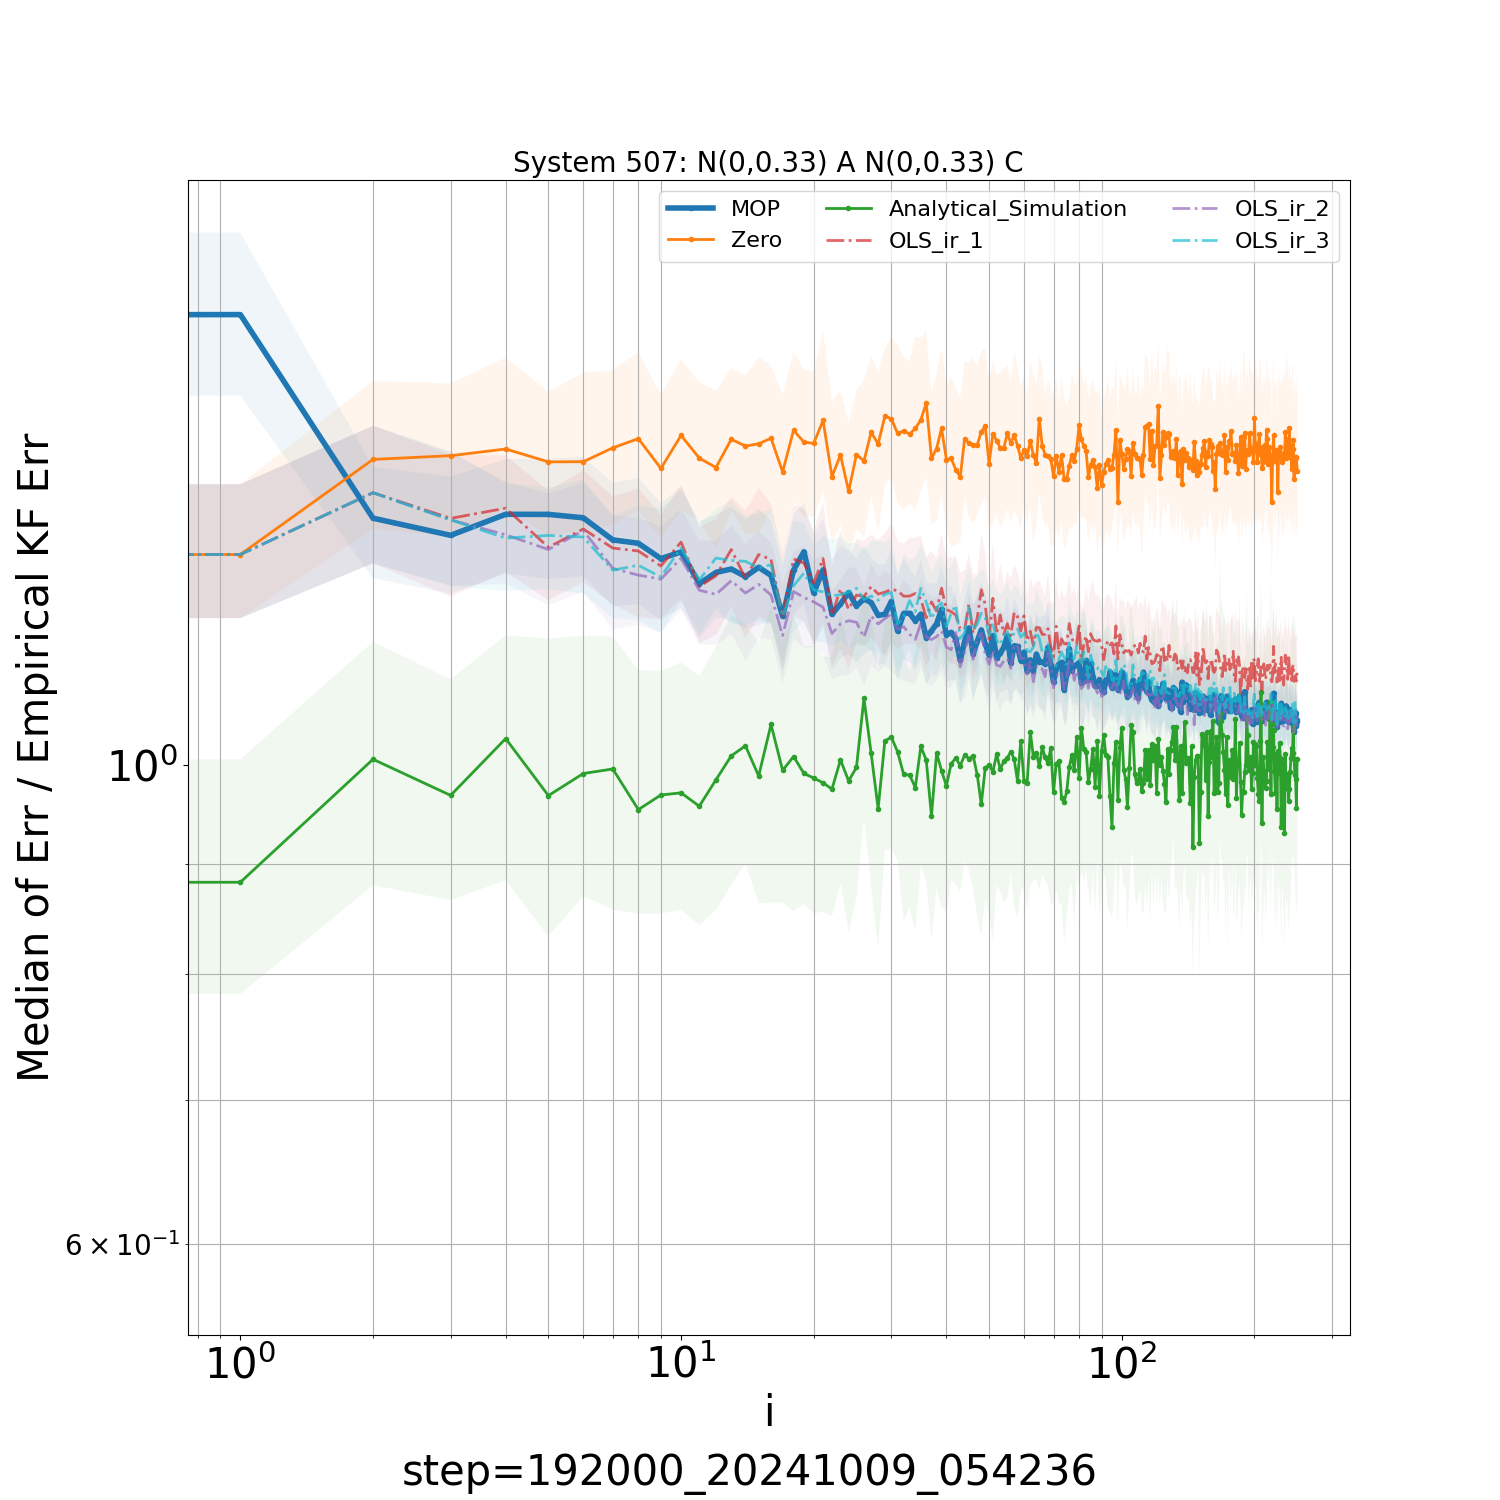 System 507: N(0,0.33) A N(0,0.33) C
MOP
Zero
Analytical_Simulation
OLS_ir_1
OLS_ir_2
OLS_ir_3
Median of Err / Empirical KF Err
10⁰
6 × 10⁻¹
10⁰ 10¹ 10²
i
step=192000_20241009_054236